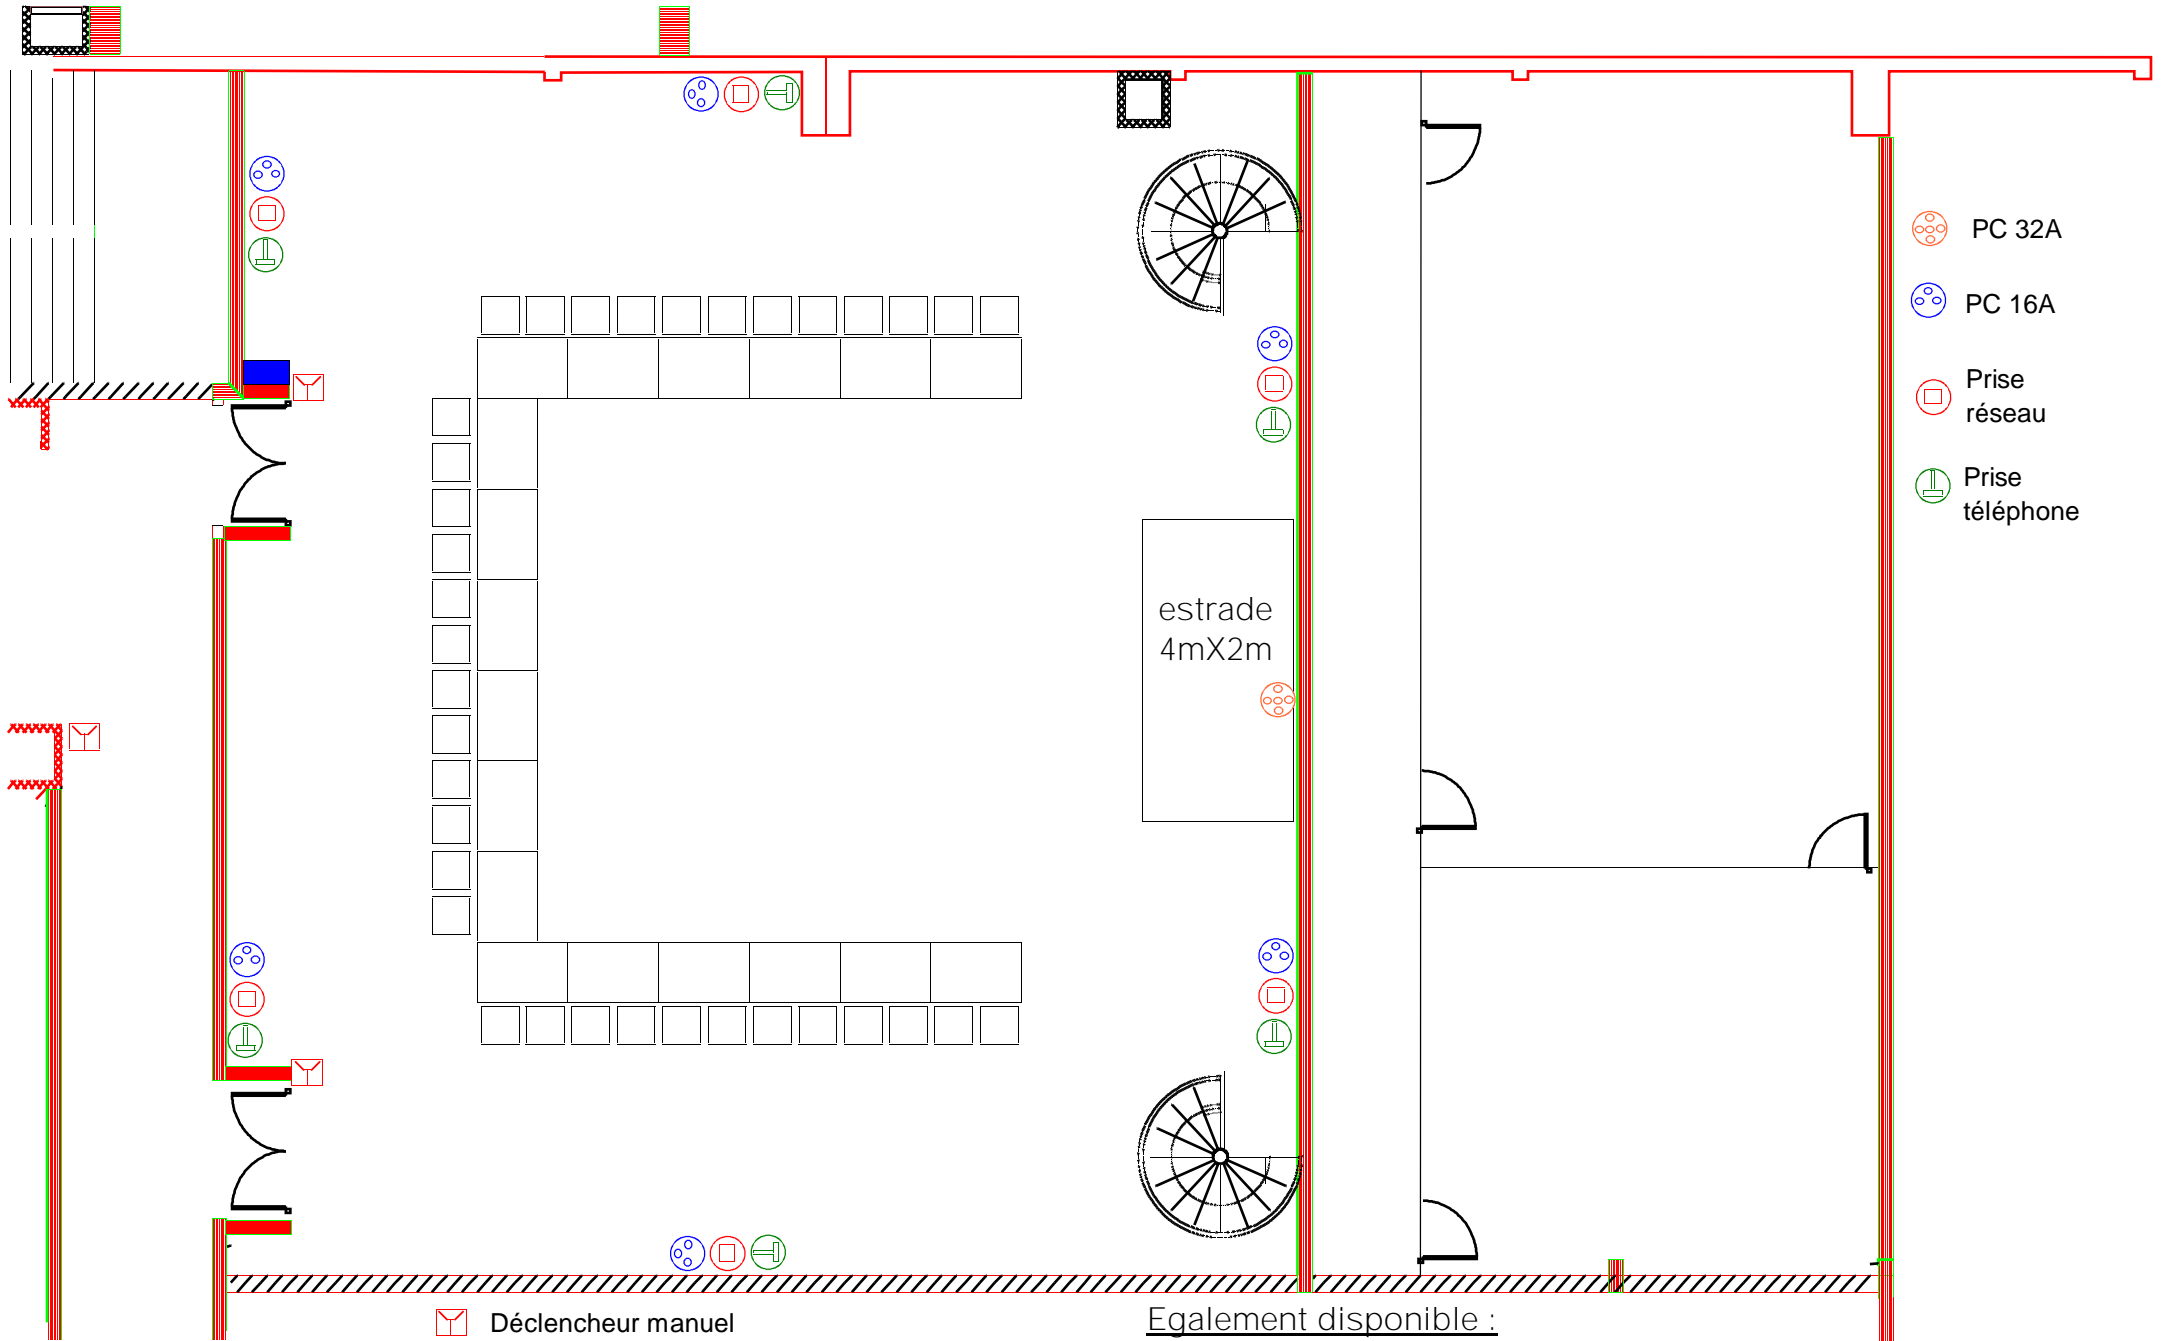 PC 32A
PC 16A
Prise
réseau
Prise
téléphone
estrade
4mX2m
Déclencheur manuel
Egalement disponible :